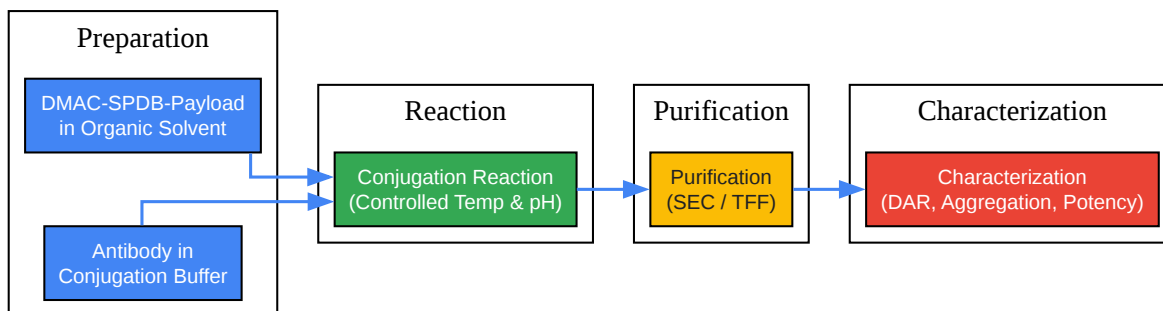 Preparation
DMAC-SPDB-Payload
in Organic Solvent
Antibody in
Conjugation Buffer
Reaction
Conjugation Reaction
(Controlled Temp & pH)
Purification
Purification
(SEC / TFF)
Characterization
Characterization
(DAR, Aggregation, Potency)